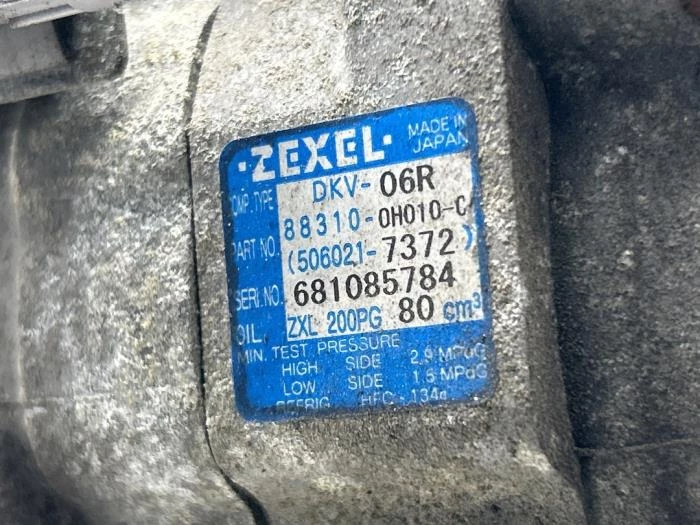 ·ZEXEL· MADE IN JAPAN
COMP. TYPE DKV-06R
PART NO. 88310-0H010-C
(506021-7372)
SERI.NO. 681085784
OIL. ZXL 200PG 80 cm³
MIN. TEST PRESSURE
HIGH SIDE 2.9 MPaG
LOW SIDE 1.6 MPaG
REFRIG HFC-134a